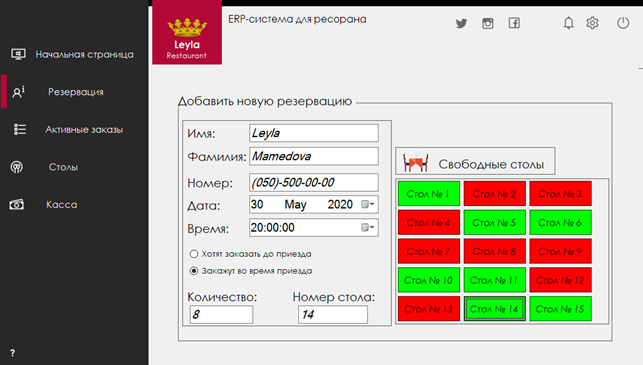 ERP-система для ресорана
Leyla
Restaurant
Начальная страница
Резервация
Активные заказы
Столы
Касса
?
Добавить новую резервацию
Имя: Leyla
Фамилия: Mamedova
Номер: (050)-500-00-00
Дата: 30 May 2020
Время: 20:00:00
Хотят заказать до приезда
Закажут во время приезда
Количество: Номер стола:
8 14
Свободные столы
Стол № 1 Стол № 2 Стол № 3
Стол № 4 Стол № 5 Стол № 6
Стол № 7 Стол № 8 Стол № 9
Стол № 10 Стол № 11 Стол № 12
Стол № 13 Стол № 14 Стол № 15